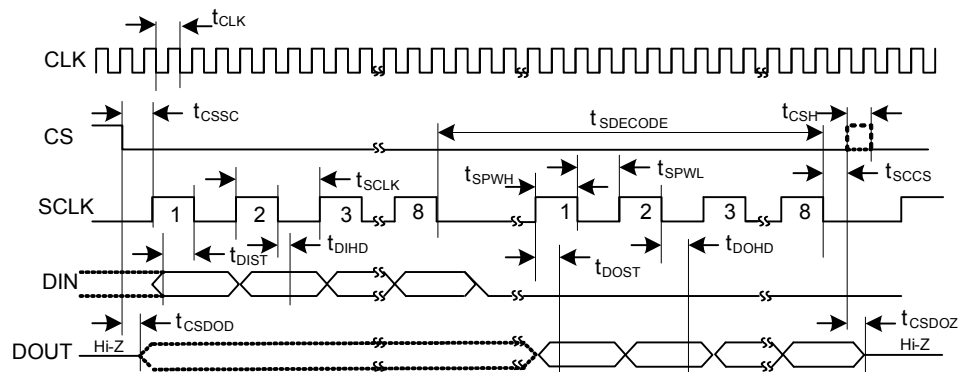 tCLK
CLK
tCSSC
tSDECODE
tCSH
CS
tSCLK
tSPWH
tSPWL
tSCCS
SCLK
1 2 3 8 1 2 3 8
tDIST
tDIHD
tDOST
tDOHD
DIN
tCSDOD
tCSDOZ
DOUT
Hi-Z
Hi-Z